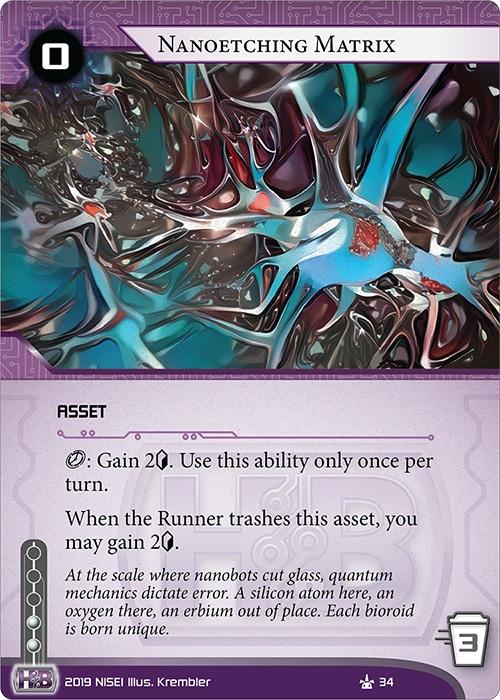 0
Nanoetching Matrix
ASSET
: Gain 2. Use this ability only once per
turn.
When the Runner trashes this asset, you
may gain 2.
At the scale where nanobots cut glass, quantum
mechanics dictate error. A silicon atom here, an
oxygen there, an erbium out of place. Each bioroid
is born unique.
3
HB
2019 NISEI Illus. Krembler
34